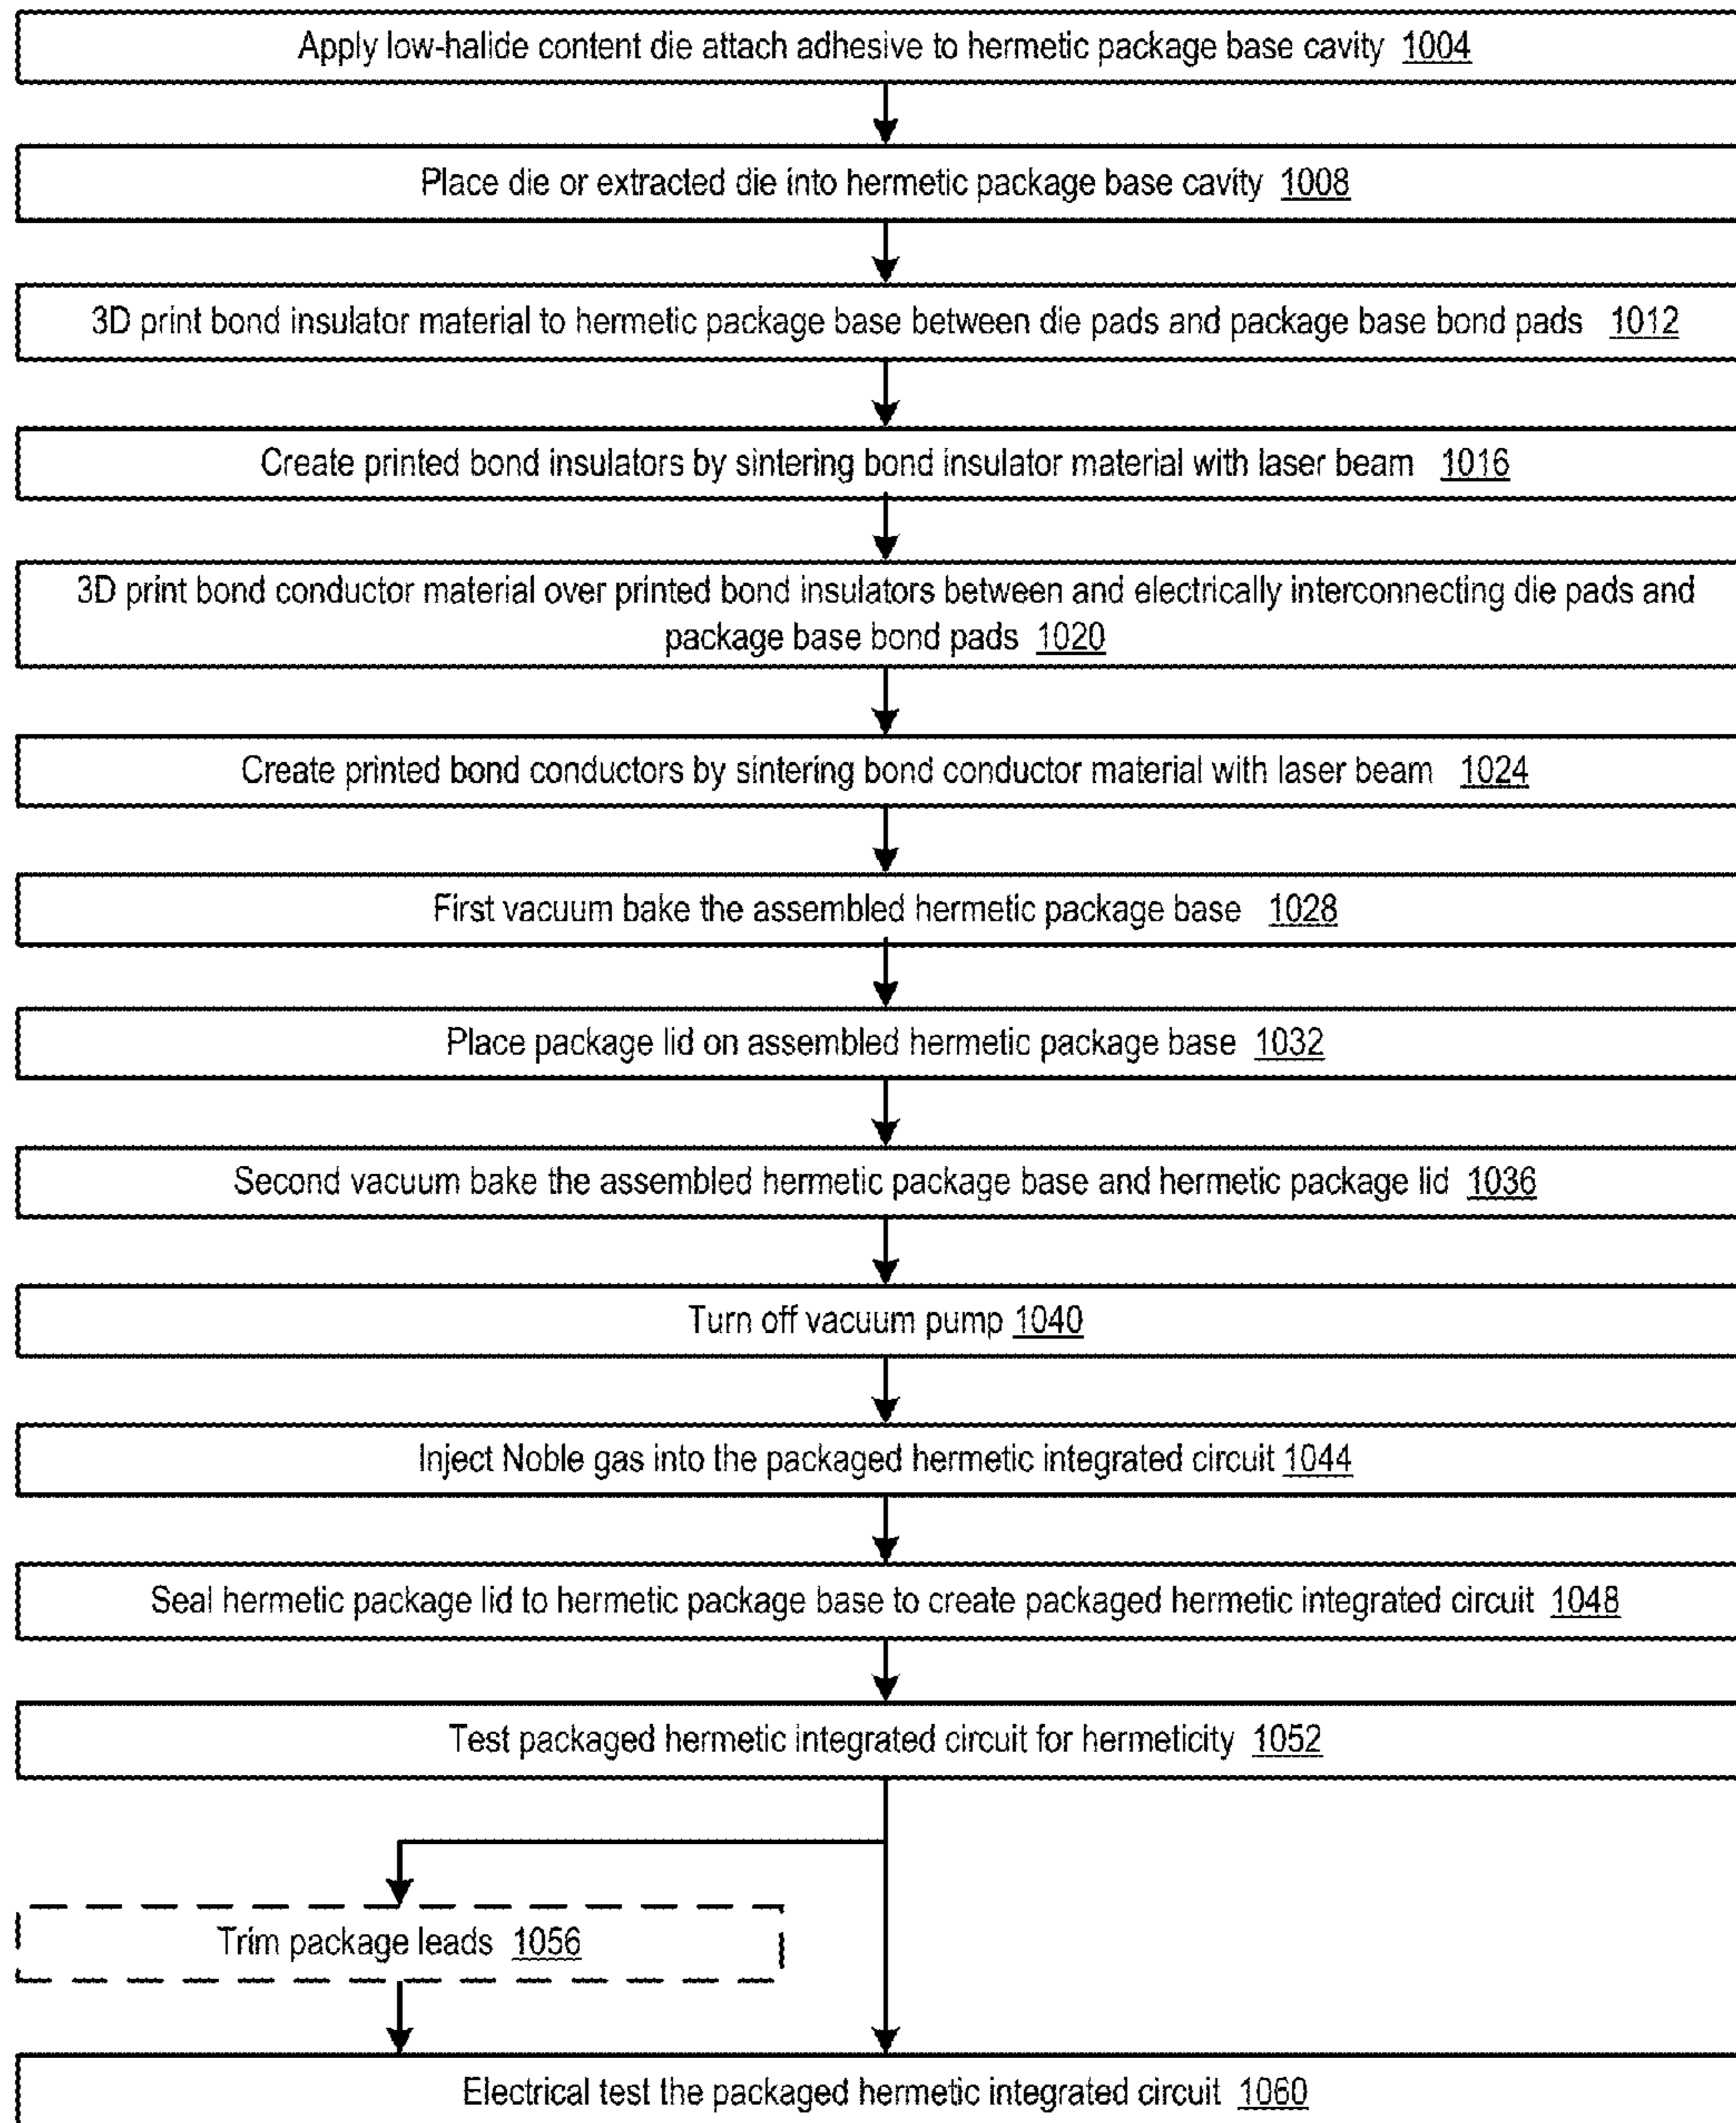 Apply low-halide content die attach adhesive to hermetic package base cavity 1004
Place die or extracted die into hermetic package base cavity 1008
3D print bond insulator material to hermetic package base between die pads and package base bond pads 1012
Create printed bond insulators by sintering bond insulator material with laser beam 1016
3D print bond conductor material over printed bond insulators between and electrically interconnecting die pads and
package base bond pads 1020
Create printed bond conductors by sintering bond conductor material with laser beam 1024
First vacuum bake the assembled hermetic package base 1028
Place package lid on assembled hermetic package base 1032
Second vacuum bake the assembled hermetic package base and hermetic package lid 1036
Turn off vacuum pump 1040
Inject Noble gas into the packaged hermetic integrated circuit 1044
Seal hermetic package lid to hermetic package base to create packaged hermetic integrated circuit 1048
Test packaged hermetic integrated circuit for hermeticity 1052
Trim package leads 1056
Electrical test the packaged hermetic integrated circuit 1060